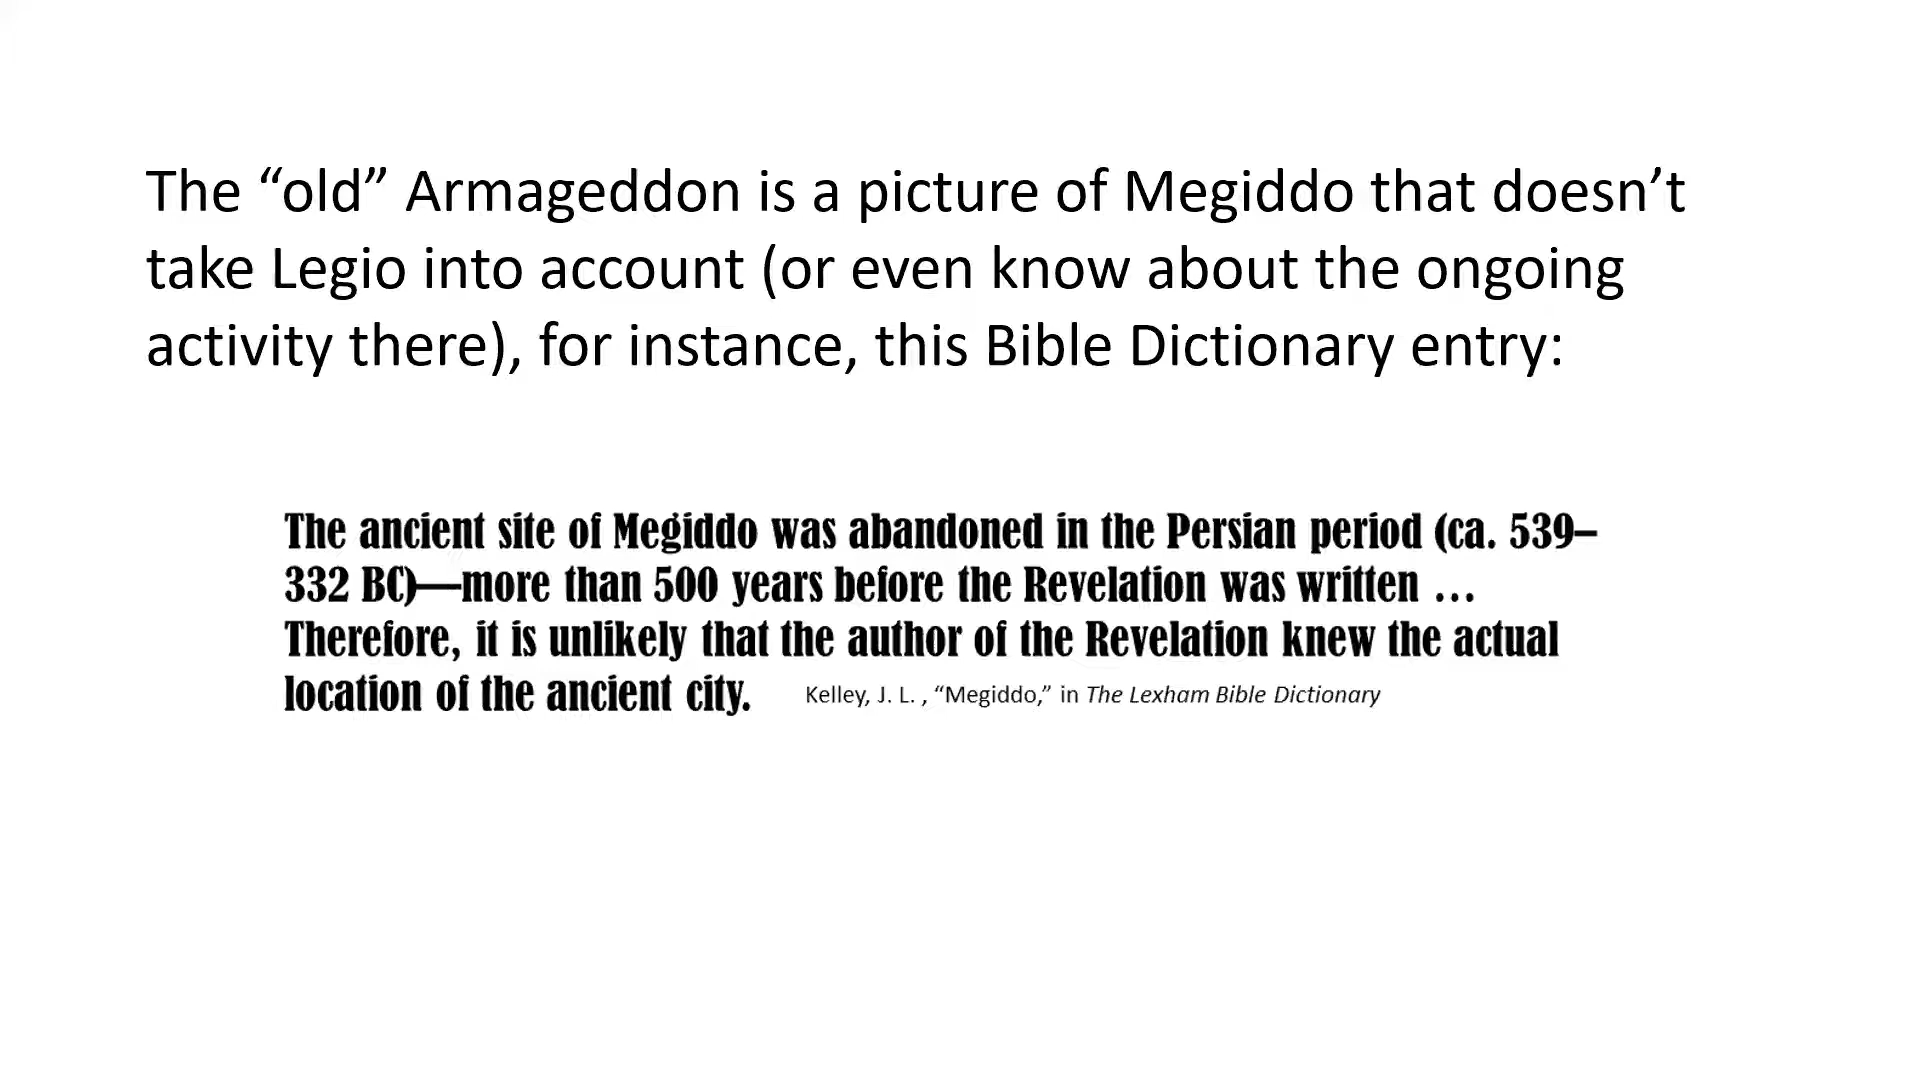 The “old” Armageddon is a picture of Megiddo that doesn’t
take Legio into account (or even know about the ongoing
activity there), for instance, this Bible Dictionary entry:
The ancient site of Megiddo was abandoned in the Persian period (ca. 539–
332 BC)—more than 500 years before the Revelation was written …
Therefore, it is unlikely that the author of the Revelation knew the actual
location of the ancient city. Kelley, J. L. , “Megiddo,” in The Lexham Bible Dictionary